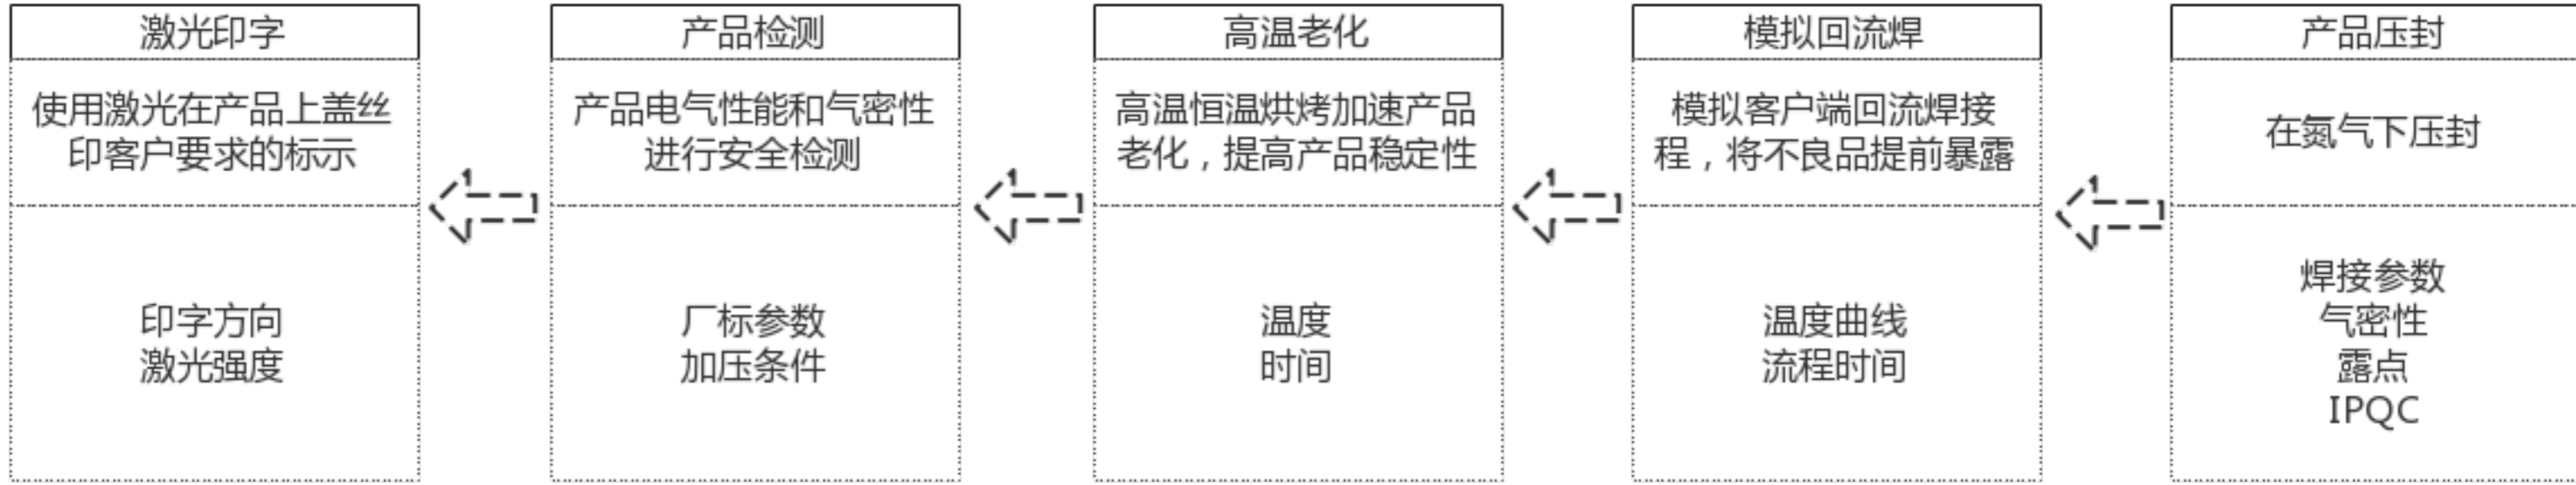 激光印字
使用激光在产品上盖丝
印客户要求的标示
印字方向
激光强度
产品检测
产品电气性能和气密性
进行安全检测
厂标参数
加压条件
高温老化
高温恒温烘烤加速产品
老化，提高产品稳定性
温度
时间
模拟回流焊
模拟客户端回流焊接
程，将不良品提前暴露
温度曲线
流程时间
产品压封
在氮气下压封
焊接参数
气密性
露点
IPQC